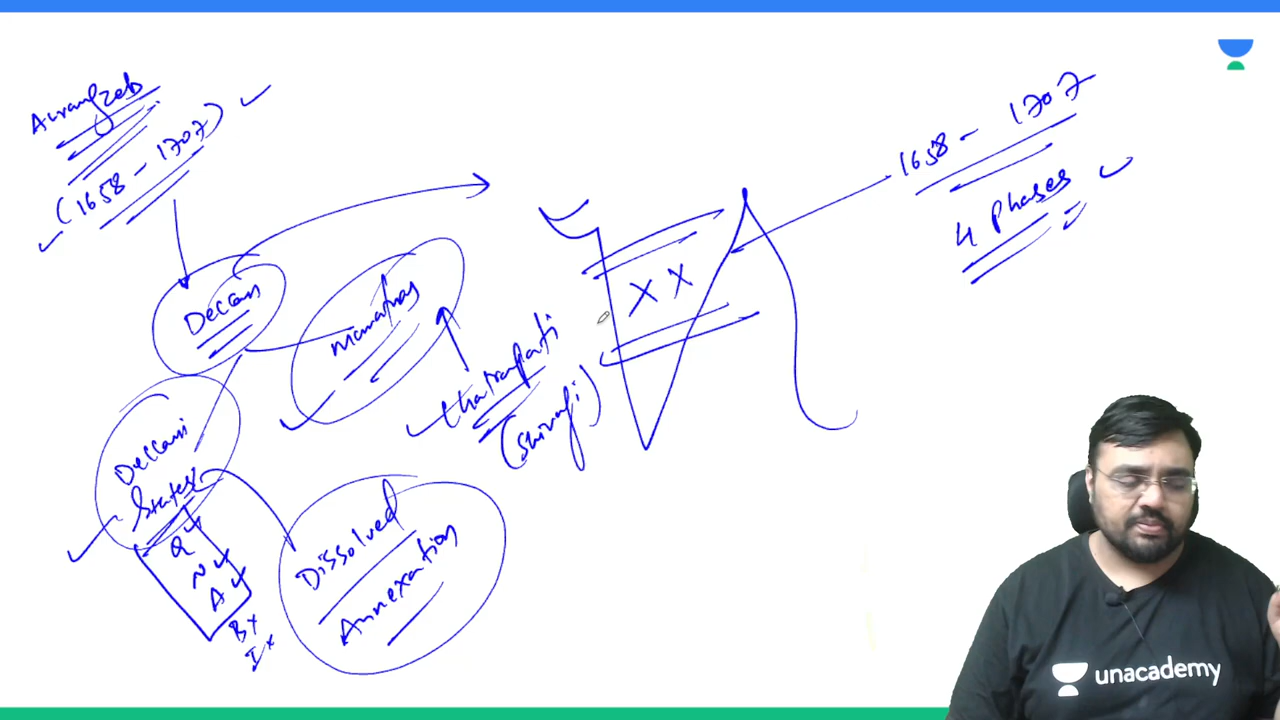 Aurangzeb
(1658 - 1707)
Deccan
Marathas
Chatrapati
(Shivaji)
Deccani
States
Q
N
A
B x
I x
Dissolved
Annexation
X X
1658 - 1707
4 Phases
unacademy